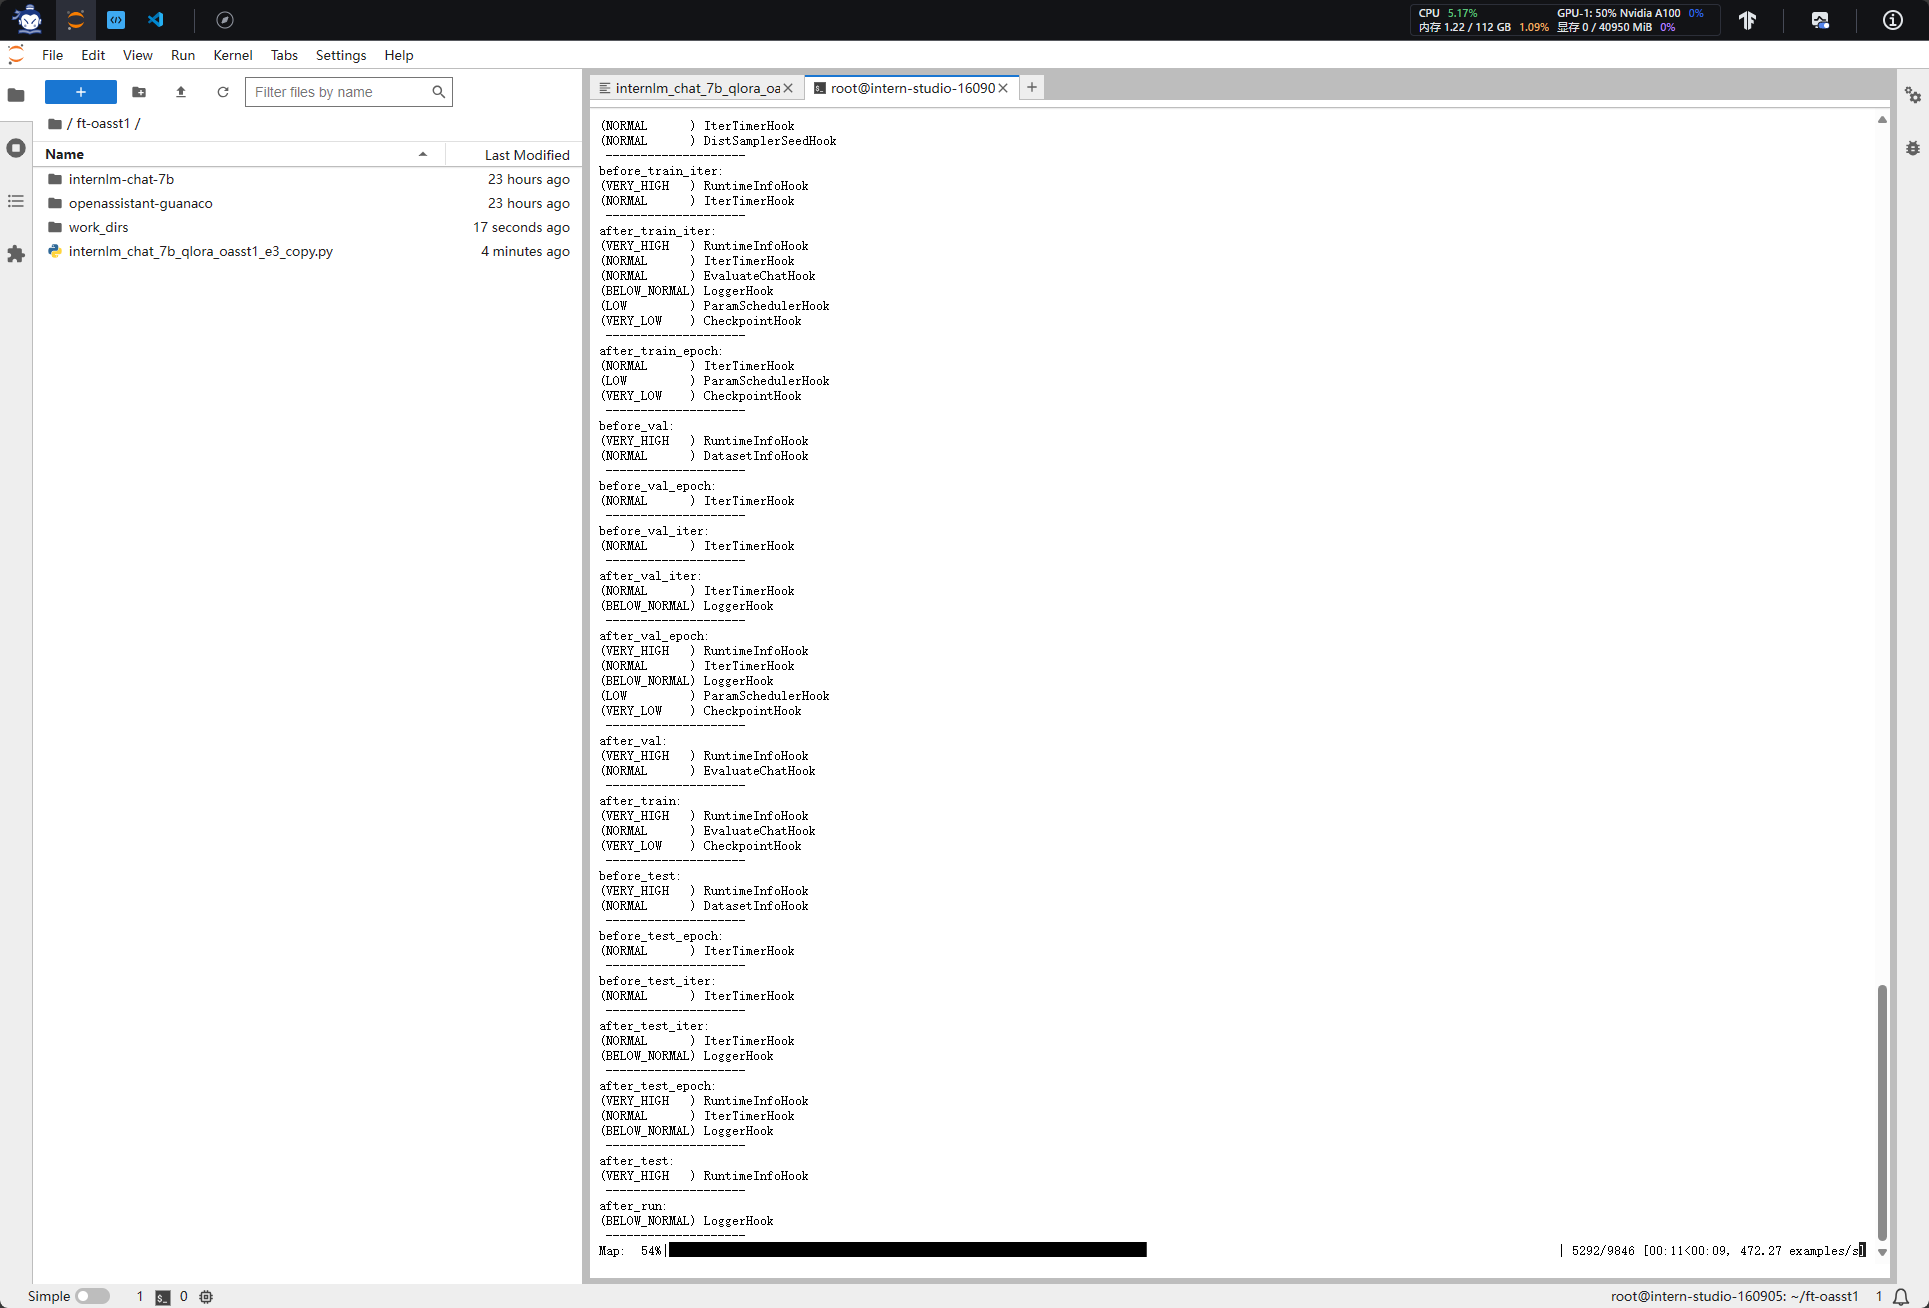 CPU 5.17%
GPU-1: 50% Nvidia A100 0%
内存 1.22 / 112 GB 1.09%
显存 0 / 40950 MiB 0%
File Edit View Run Kernel Tabs Settings Help
+
Filter files by name
/ ft-oasst1 /
Name Last Modified
internlm-chat-7b 23 hours ago
openassistant-guanaco 23 hours ago
work_dirs 17 seconds ago
internlm_chat_7b_qlora_oasst1_e3_copy.py 4 minutes ago
internlm_chat_7b_qlora_oa
root@intern-studio-16090
(NORMAL      ) IterTimerHook
(NORMAL      ) DistSamplerSeedHook
--------------------
before_train_iter:
(VERY_HIGH   ) RuntimeInfoHook
(NORMAL      ) IterTimerHook
--------------------
after_train_iter:
(VERY_HIGH   ) RuntimeInfoHook
(NORMAL      ) IterTimerHook
(NORMAL      ) EvaluateChatHook
(BELOW_NORMAL) LoggerHook
(LOW         ) ParamSchedulerHook
(VERY_LOW    ) CheckpointHook
--------------------
after_train_epoch:
(NORMAL      ) IterTimerHook
(LOW         ) ParamSchedulerHook
(VERY_LOW    ) CheckpointHook
--------------------
before_val:
(VERY_HIGH   ) RuntimeInfoHook
(NORMAL      ) DatasetInfoHook
--------------------
before_val_epoch:
(NORMAL      ) IterTimerHook
--------------------
before_val_iter:
(NORMAL      ) IterTimerHook
--------------------
after_val_iter:
(NORMAL      ) IterTimerHook
(BELOW_NORMAL) LoggerHook
--------------------
after_val_epoch:
(VERY_HIGH   ) RuntimeInfoHook
(NORMAL      ) IterTimerHook
(BELOW_NORMAL) LoggerHook
(LOW         ) ParamSchedulerHook
(VERY_LOW    ) CheckpointHook
--------------------
after_val:
(VERY_HIGH   ) RuntimeInfoHook
(NORMAL      ) EvaluateChatHook
--------------------
after_train:
(VERY_HIGH   ) RuntimeInfoHook
(NORMAL      ) EvaluateChatHook
(VERY_LOW    ) CheckpointHook
--------------------
before_test:
(VERY_HIGH   ) RuntimeInfoHook
(NORMAL      ) DatasetInfoHook
--------------------
before_test_epoch:
(NORMAL      ) IterTimerHook
--------------------
before_test_iter:
(NORMAL      ) IterTimerHook
--------------------
after_test_iter:
(NORMAL      ) IterTimerHook
(BELOW_NORMAL) LoggerHook
--------------------
after_test_epoch:
(VERY_HIGH   ) RuntimeInfoHook
(NORMAL      ) IterTimerHook
(BELOW_NORMAL) LoggerHook
--------------------
after_test:
(VERY_HIGH   ) RuntimeInfoHook
--------------------
after_run:
(BELOW_NORMAL) LoggerHook
--------------------
Map:  54%| | 5292/9846 [00:11<00:09, 472.27 examples/s]
Simple 1 0 root@intern-studio-160905: ~/ft-oasst1 1